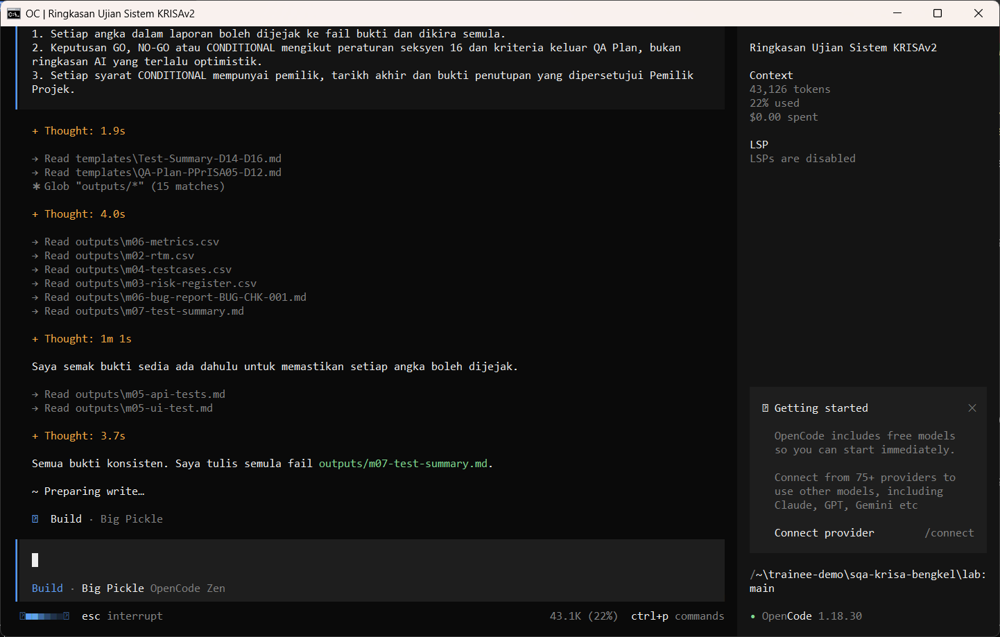 OC | Ringkasan Ujian Sistem KRISAv2
1. Setiap angka dalam laporan boleh dijejak ke fail bukti dan dikira semula.
2. Keputusan GO, NO-GO atau CONDITIONAL mengikut peraturan seksyen 16 dan kriteria keluar QA Plan, bukan
ringkasan AI yang terlalu optimistik.
3. Setiap syarat CONDITIONAL mempunyai pemilik, tarikh akhir dan bukti penutupan yang dipersetujui Pemilik
Projek.
+ Thought: 1.9s
→ Read templates\Test-Summary-D14-D16.md
→ Read templates\QA-Plan-PPrISA05-D12.md
✱ Glob "outputs/*" (15 matches)
+ Thought: 4.0s
→ Read outputs\m06-metrics.csv
→ Read outputs\m02-rtm.csv
→ Read outputs\m04-testcases.csv
→ Read outputs\m03-risk-register.csv
→ Read outputs\m06-bug-report-BUG-CHK-001.md
→ Read outputs\m07-test-summary.md
+ Thought: 1m 1s
Saya semak bukti sedia ada dahulu untuk memastikan setiap angka boleh dijejak.
→ Read outputs\m05-api-tests.md
→ Read outputs\m05-ui-test.md
+ Thought: 3.7s
Semua bukti konsisten. Saya tulis semula fail outputs/m07-test-summary.md.
~ Preparing write…
Build · Big Pickle
Build · Big Pickle OpenCode Zen
esc interrupt
43.1K (22%) ctrl+p commands
Ringkasan Ujian Sistem KRISAv2
Context
43,126 tokens
22% used
$0.00 spent
LSP
LSPs are disabled
Getting started
OpenCode includes free models
so you can start immediately.
Connect from 75+ providers to
use other models, including
Claude, GPT, Gemini etc
Connect provider /connect
/~\trainee-demo\sqa-krisa-bengkel\lab:
main
• OpenCode 1.18.30